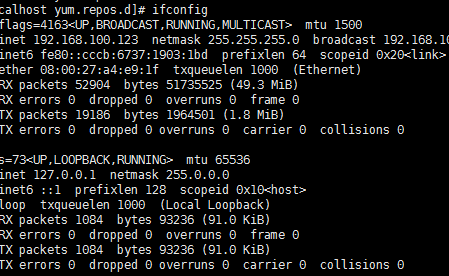 calhost yum.repos.d]# ifconfig
flags=4163<UP,BROADCAST,RUNNING,MULTICAST> mtu 1500
inet 192.168.100.123 netmask 255.255.255.0 broadcast 192.168.10
inet6 fe80::cccb:6737:1903:1bd prefixlen 64 scopeid 0x20<link>
ether 08:00:27:a4:e9:1f txqueuelen 1000 (Ethernet)
RX packets 52904 bytes 51735525 (49.3 MiB)
RX errors 0 dropped 0 overruns 0 frame 0
TX packets 19186 bytes 1964501 (1.8 MiB)
TX errors 0 dropped 0 overruns 0 carrier 0 collisions 0
s=73<UP,LOOPBACK,RUNNING> mtu 65536
inet 127.0.0.1 netmask 255.0.0.0
inet6 ::1 prefixlen 128 scopeid 0x10<host>
loop txqueuelen 1000 (Local Loopback)
RX packets 1084 bytes 93236 (91.0 KiB)
RX errors 0 dropped 0 overruns 0 frame 0
TX packets 1084 bytes 93236 (91.0 KiB)
TX errors 0 dropped 0 overruns 0 carrier 0 collisions 0